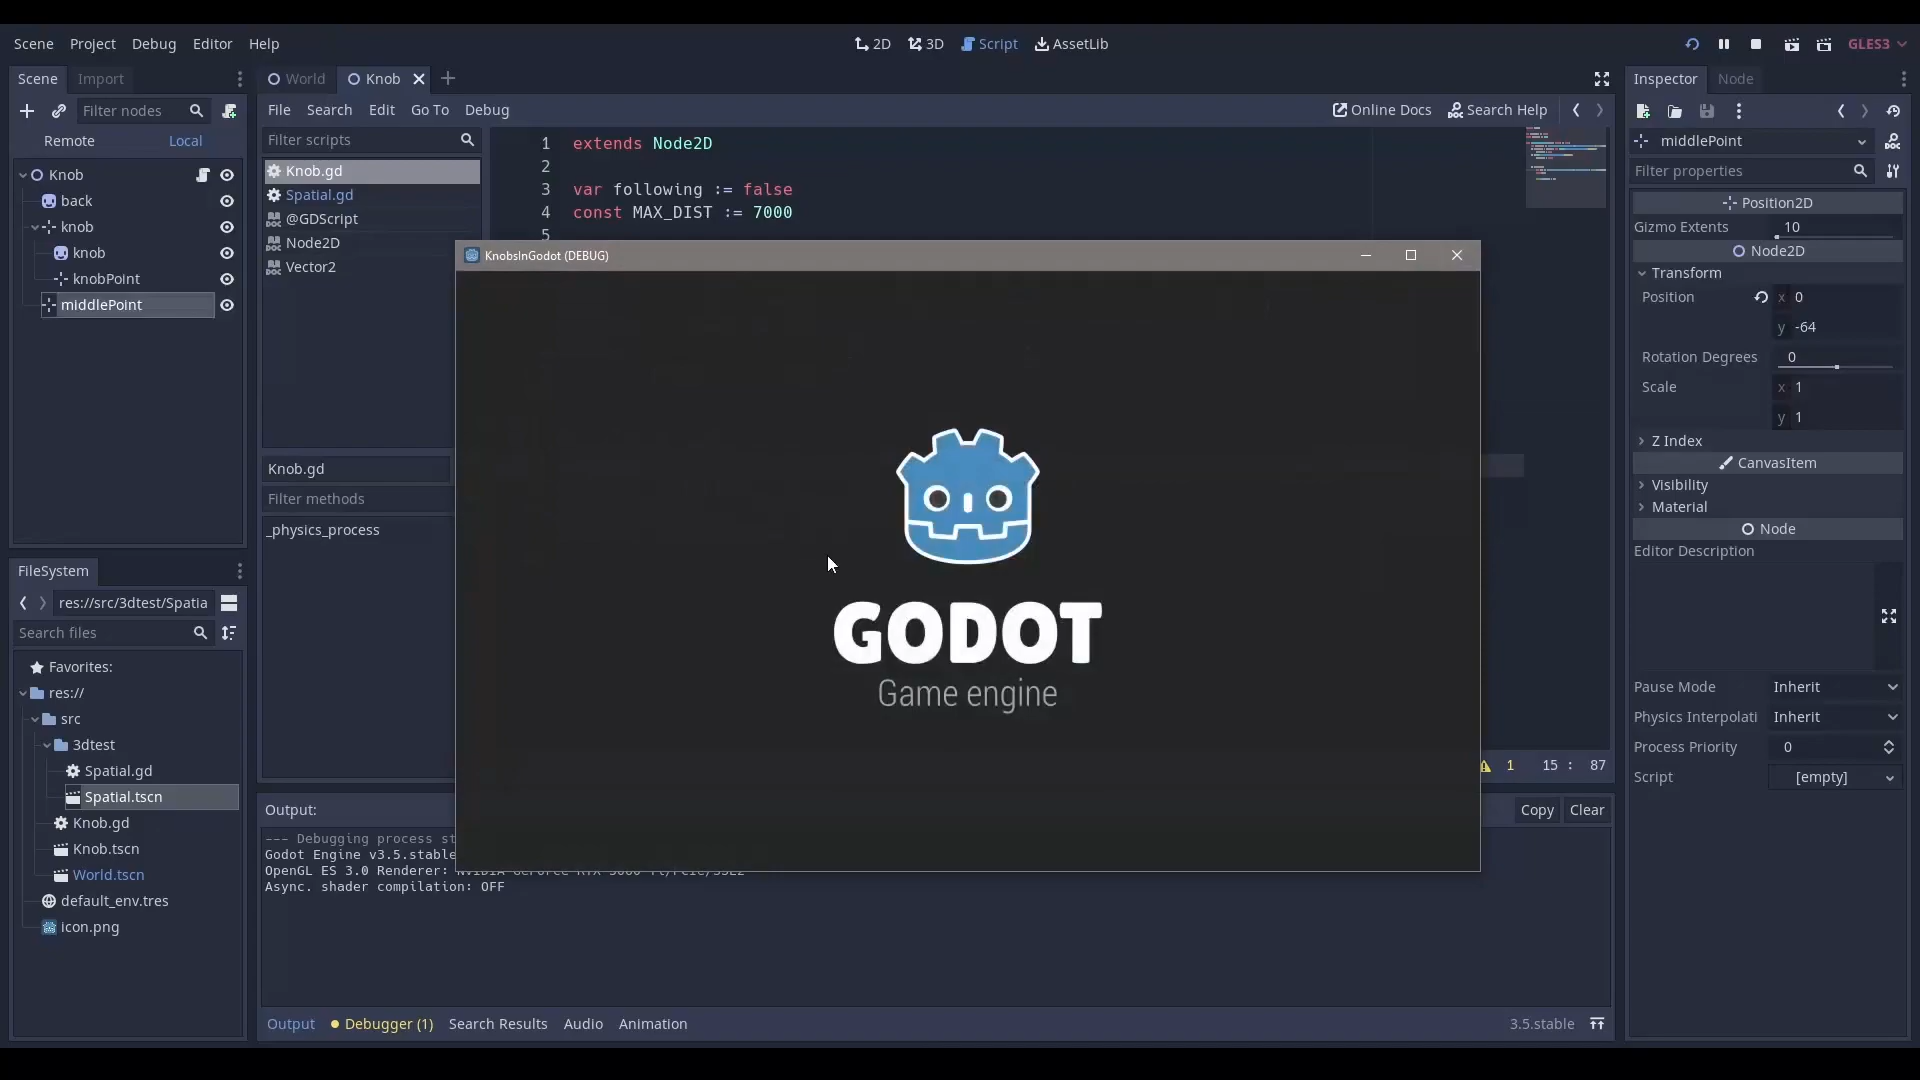 Scene Project Debug Editor Help
2D 3D Script AssetLib
GLES3
Scene Import
Filter nodes
Remote Local
Knob
back
knob
knob
knobPoint
middlePoint
FileSystem
res://src/3dtest/Spatia
Search files
Favorites:
res://
src
3dtest
Spatial.gd
Spatial.tscn
Knob.gd
Knob.tscn
World.tscn
default_env.tres
icon.png
World Knob
File Search Edit Go To Debug
Online Docs Search Help
Filter scripts
Knob.gd
Spatial.gd
@GDScript
Node2D
Vector2
Knob.gd
Filter methods
_physics_process
1 extends Node2D
2
3 var following := false
4 const MAX_DIST := 7000
5
KnobsInGodot (DEBUG)
GODOT
Game engine
1 15 : 87
Output:
Copy Clear
--- Debugging process st
Godot Engine v3.5.stable
OpenGL ES 3.0 Renderer:
Async. shader compilation: OFF
Output Debugger (1) Search Results Audio Animation
3.5.stable
Inspector Node
middlePoint
Filter properties
Position2D
Gizmo Extents 10
Node2D
Transform
Position x 0
y -64
Rotation Degrees 0
Scale x 1
y 1
Z Index
CanvasItem
Visibility
Material
Node
Editor Description
Pause Mode Inherit
Physics Interpolati Inherit
Process Priority 0
Script [empty]